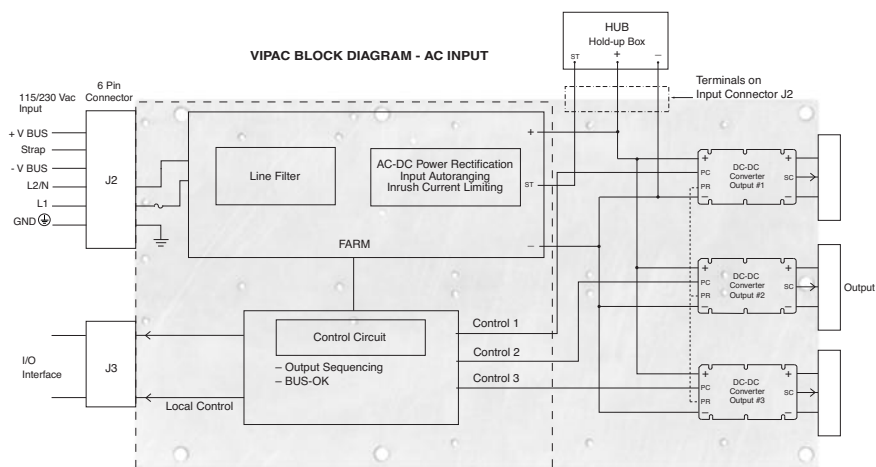 HUB
Hold-up Box
ST + −
VIPAC BLOCK DIAGRAM - AC INPUT
Terminals on
Input Connector J2
115/230 Vac
Input
6 Pin
Connector
+ V BUS
Strap
- V BUS
L2/N
L1
GND
J2
Line Filter
AC-DC Power Rectification
Input Autoranging
Inrush Current Limiting
+
ST
−
FARM
+
PC
PR
−
DC-DC
Converter
Output #1
+
SC
−
+
PC
PR
−
DC-DC
Converter
Output #2
+
SC
−
Output
I/O
Interface
J3
Local Control
Control Circuit
– Output Sequencing
– BUS-OK
Control 1
Control 2
Control 3
+
PC
PR
−
DC-DC
Converter
Output #3
+
SC
−